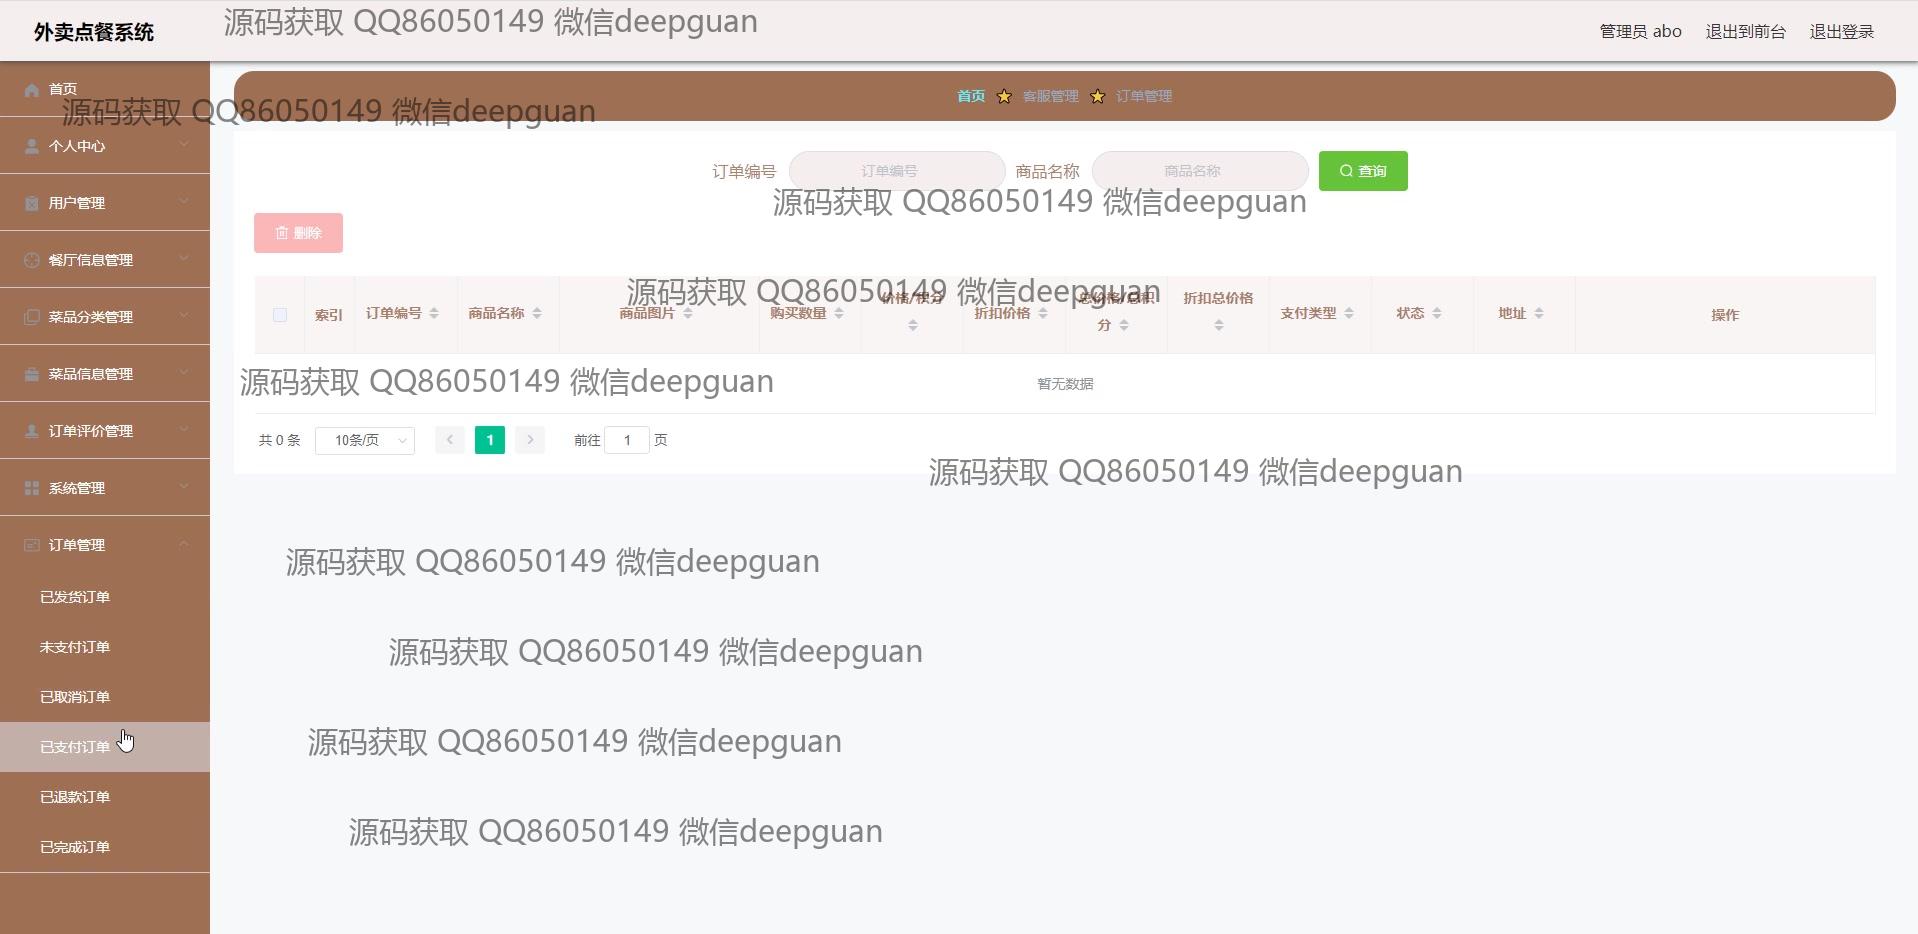 外卖点餐系统
源码获取 QQ86050149 微信deepguan
管理员 abo 退出到前台 退出登录
首页
源码获取 QQ86050149 微信deepguan
首页 客服管理 订单管理
个人中心
用户管理
餐厅信息管理
菜品分类管理
菜品信息管理
订单评价管理
系统管理
订单管理
已发货订单
未支付订单
已取消订单
已支付订单
已退款订单
已完成订单
订单编号 订单编号 商品名称 商品名称 查询
源码获取 QQ86050149 微信deepguan
删除
源码获取 QQ86050149 微信deepguan
索引 订单编号 商品名称 商品图片 购买数量 价格/积分 折扣价格 总价格/总积分 折扣总价格 支付类型 状态 地址 操作
源码获取 QQ86050149 微信deepguan
暂无数据
共 0 条 10条/页 1 前往 1 页
源码获取 QQ86050149 微信deepguan
源码获取 QQ86050149 微信deepguan
源码获取 QQ86050149 微信deepguan
源码获取 QQ86050149 微信deepguan
源码获取 QQ86050149 微信deepguan